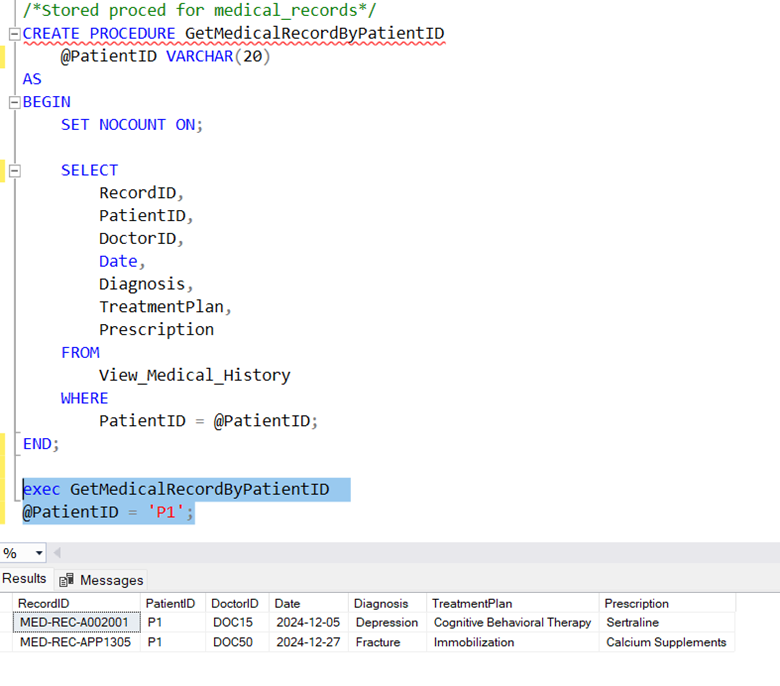 /*Stored proced for medical_records*/
CREATE PROCEDURE GetMedicalRecordByPatientID
@PatientID VARCHAR(20)
AS
BEGIN
SET NOCOUNT ON;
SELECT
RecordID,
PatientID,
DoctorID,
Date,
Diagnosis,
TreatmentPlan,
Prescription
FROM
View_Medical_History
WHERE
PatientID = @PatientID;
END;
exec GetMedicalRecordByPatientID
@PatientID = 'P1';
%
Results Messages
RecordID PatientID DoctorID Date Diagnosis TreatmentPlan Prescription
MED-REC-A002001 P1 DOC15 2024-12-05 Depression Cognitive Behavioral Therapy Sertraline
MED-REC-APP1305 P1 DOC50 2024-12-27 Fracture Immobilization Calcium Supplements